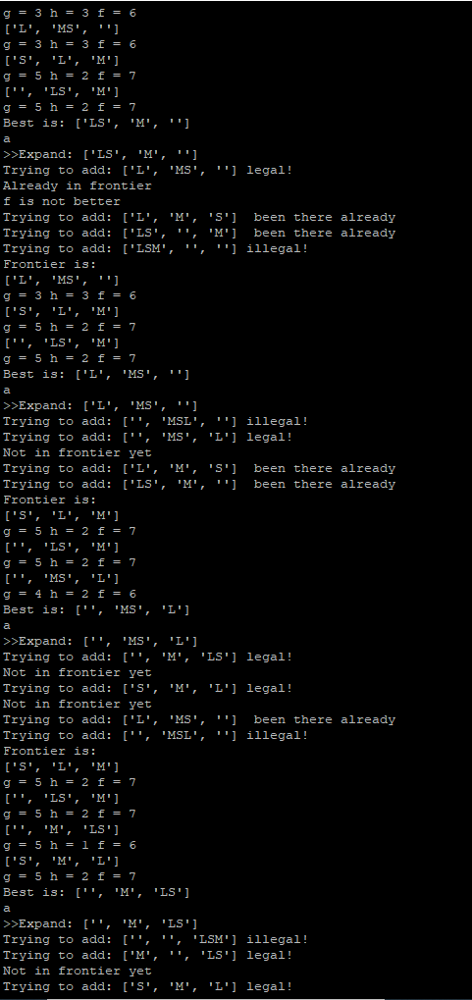 g = 3 h = 3 f = 6
['L', 'MS', '']
g = 3 h = 3 f = 6
['S', 'L', 'M']
g = 5 h = 2 f = 7
['', 'LS', 'M']
g = 5 h = 2 f = 7
Best is: ['LS', 'M', '']
a
>>Expand: ['LS', 'M', '']
Trying to add: ['L', 'MS', ''] legal!
Already in frontier
f is not better
Trying to add: ['L', 'M', 'S']  been there already
Trying to add: ['LS', '', 'M']  been there already
Trying to add: ['LSM', '', ''] illegal!
Frontier is:
['L', 'MS', '']
g = 3 h = 3 f = 6
['S', 'L', 'M']
g = 5 h = 2 f = 7
['', 'LS', 'M']
g = 5 h = 2 f = 7
Best is: ['L', 'MS', '']
a
>>Expand: ['L', 'MS', '']
Trying to add: ['', 'MSL', ''] illegal!
Trying to add: ['', 'MS', 'L'] legal!
Not in frontier yet
Trying to add: ['L', 'M', 'S']  been there already
Trying to add: ['LS', 'M', '']  been there already
Frontier is:
['S', 'L', 'M']
g = 5 h = 2 f = 7
['', 'LS', 'M']
g = 5 h = 2 f = 7
['', 'MS', 'L']
g = 4 h = 2 f = 6
Best is: ['', 'MS', 'L']
a
>>Expand: ['', 'MS', 'L']
Trying to add: ['', 'M', 'LS'] legal!
Not in frontier yet
Trying to add: ['S', 'M', 'L'] legal!
Not in frontier yet
Trying to add: ['L', 'MS', '']  been there already
Trying to add: ['', 'MSL', ''] illegal!
Frontier is:
['S', 'L', 'M']
g = 5 h = 2 f = 7
['', 'LS', 'M']
g = 5 h = 2 f = 7
['', 'M', 'LS']
g = 5 h = 1 f = 6
['S', 'M', 'L']
g = 5 h = 2 f = 7
Best is: ['', 'M', 'LS']
a
>>Expand: ['', 'M', 'LS']
Trying to add: ['', '', 'LSM'] illegal!
Trying to add: ['M', '', 'LS'] legal!
Not in frontier yet
Trying to add: ['S', 'M', 'L'] legal!